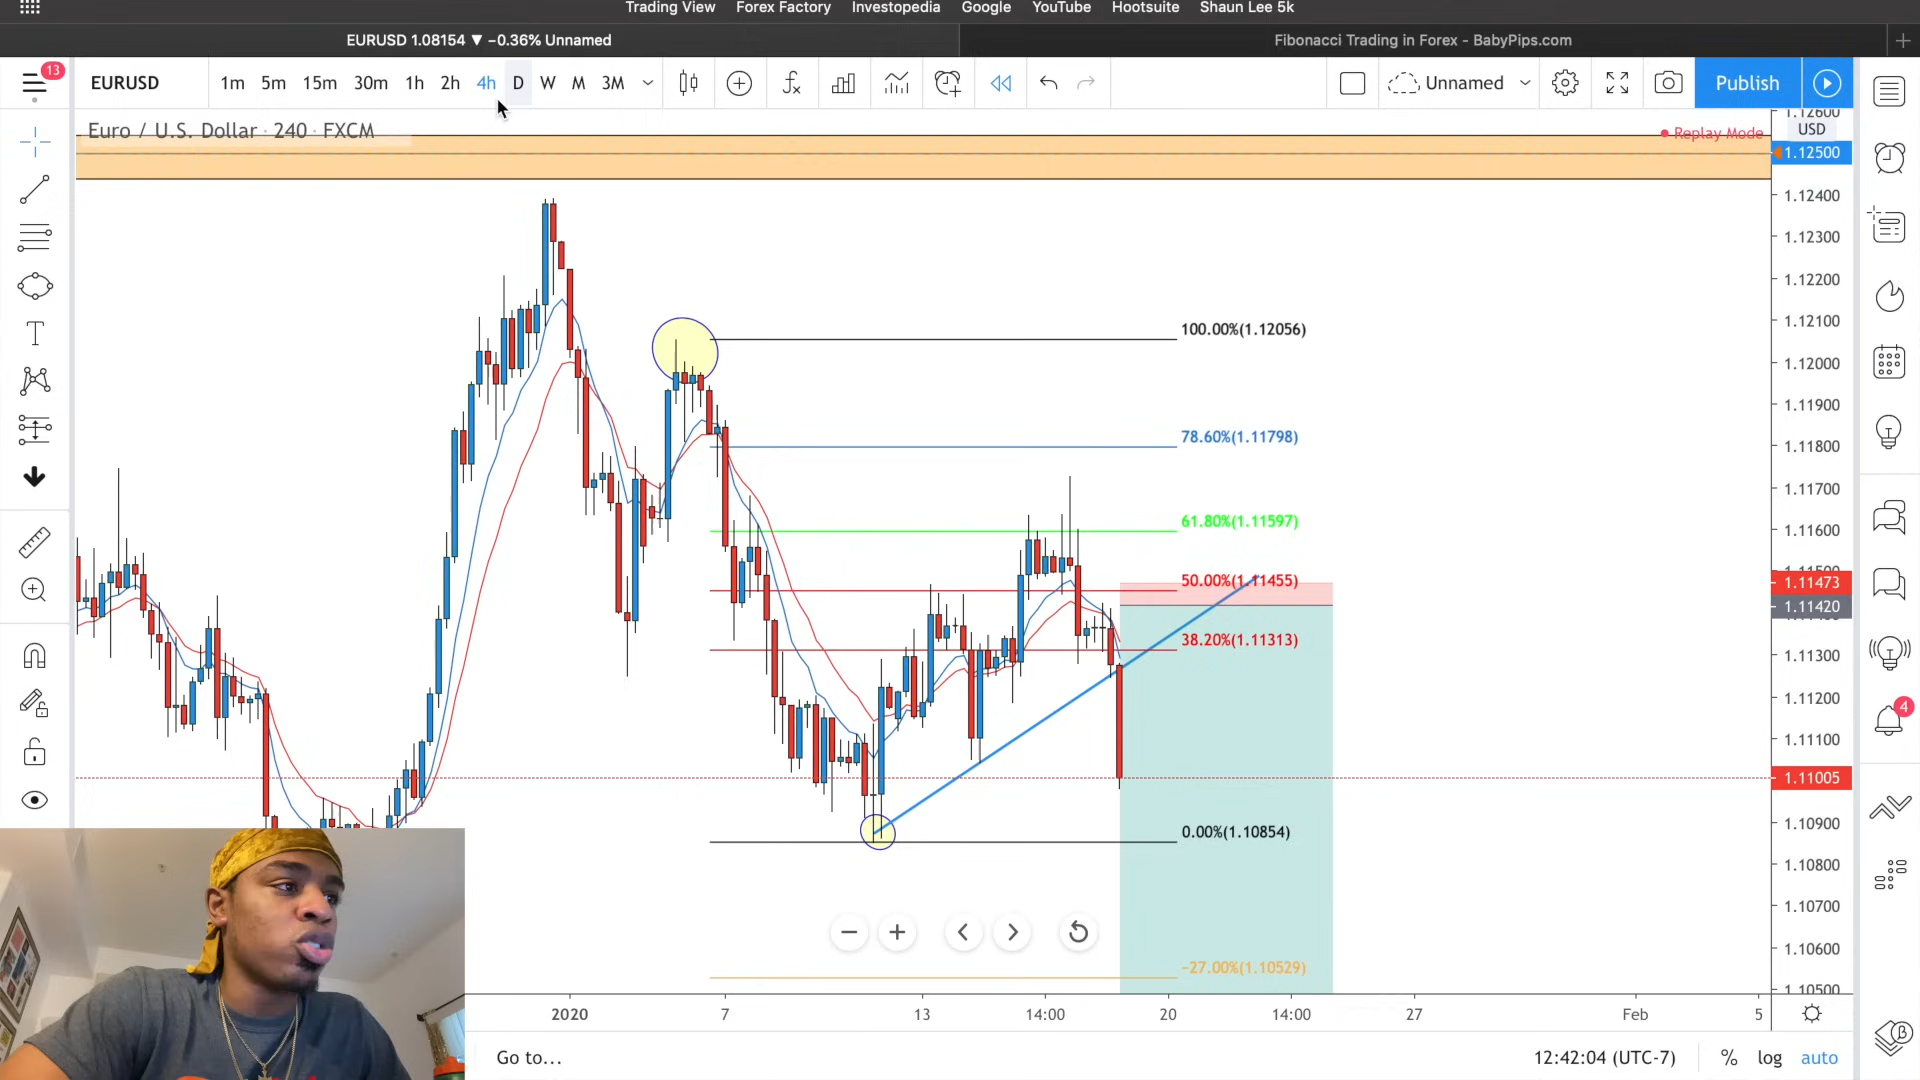 Trading View Forex Factory Investopedia Google YouTube Hootsuite Shaun Lee 5k
EURUSD 1.08154 ▼ −0.36% Unnamed
Fibonacci Trading in Forex - BabyPips.com
13
EURUSD 1m 5m 15m 30m 1h 2h 4h D W M 3M
Unnamed
Publish
Euro / U.S. Dollar · 240 · FXCM
Replay Mode
1.12600
USD
1.12500
1.12400
1.12300
1.12200
1.12100
1.12000
1.11900
1.11800
1.11700
1.11600
1.11500
1.11473
1.11420
1.11300
1.11200
1.11100
1.11005
1.10900
1.10800
1.10700
1.10600
1.10500
100.00%(1.12056)
78.60%(1.11798)
61.80%(1.11597)
50.00%(1.11455)
38.20%(1.11313)
0.00%(1.10854)
-27.00%(1.10529)
T
4
2020 7 13 14:00 20 14:00 27 Feb 5
Go to...
12:42:04 (UTC-7) % log auto